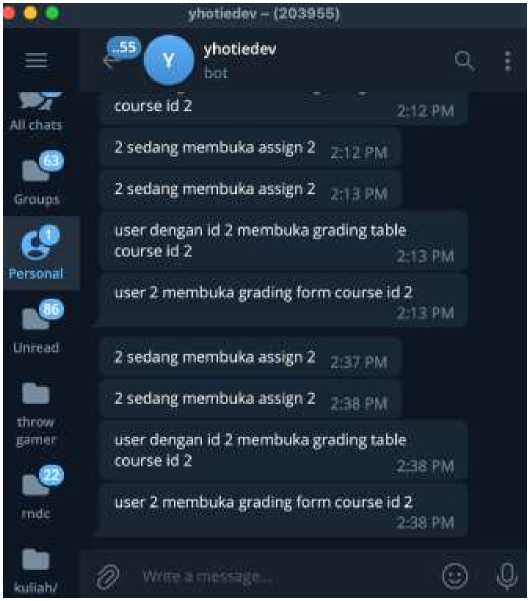 yhotiedev – (203955)
..55
Y
yhotiedev
bot
course id 2
2:12 PM
All chats
2 sedang membuka assign 2 2:12 PM
63
Groups
2 sedang membuka assign 2 2:13 PM
1
Personal
user dengan id 2 membuka grading table
course id 2
2:13 PM
user 2 membuka grading form course id 2
2:13 PM
86
Unread
2 sedang membuka assign 2 2:37 PM
throw
gamer
2 sedang membuka assign 2 2:38 PM
user dengan id 2 membuka grading table
course id 2
2:38 PM
22
rndc
user 2 membuka grading form course id 2
2:38 PM
kuliah/
Write a message...